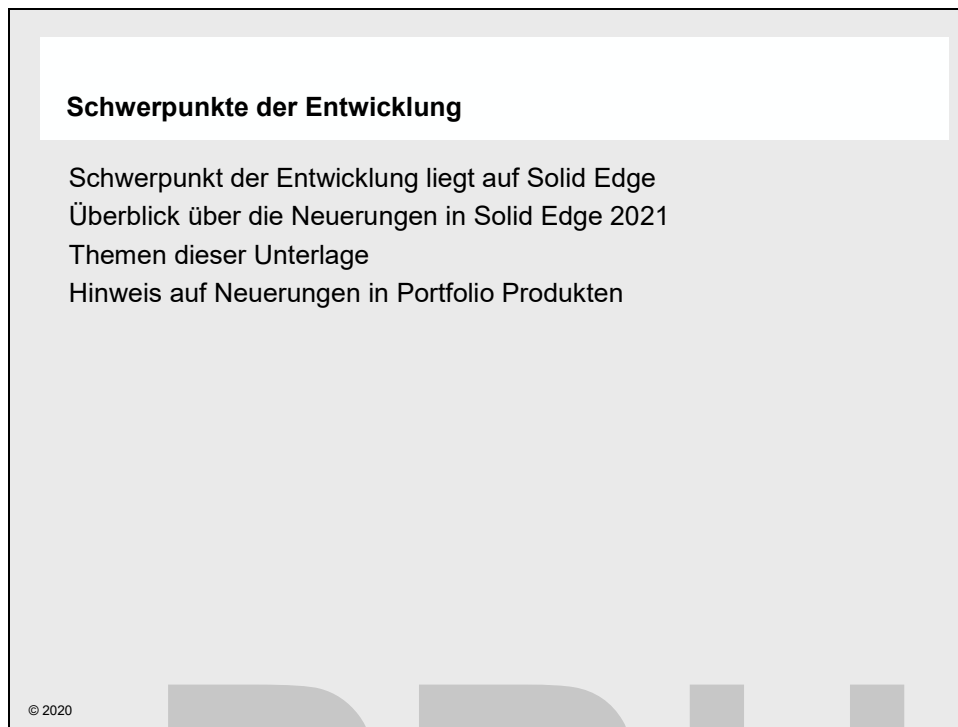 Schwerpunkte der Entwicklung
Schwerpunkt der Entwicklung liegt auf Solid Edge
Überblick über die Neuerungen in Solid Edge 2021
Themen dieser Unterlage
Hinweis auf Neuerungen in Portfolio Produkten
© 2020